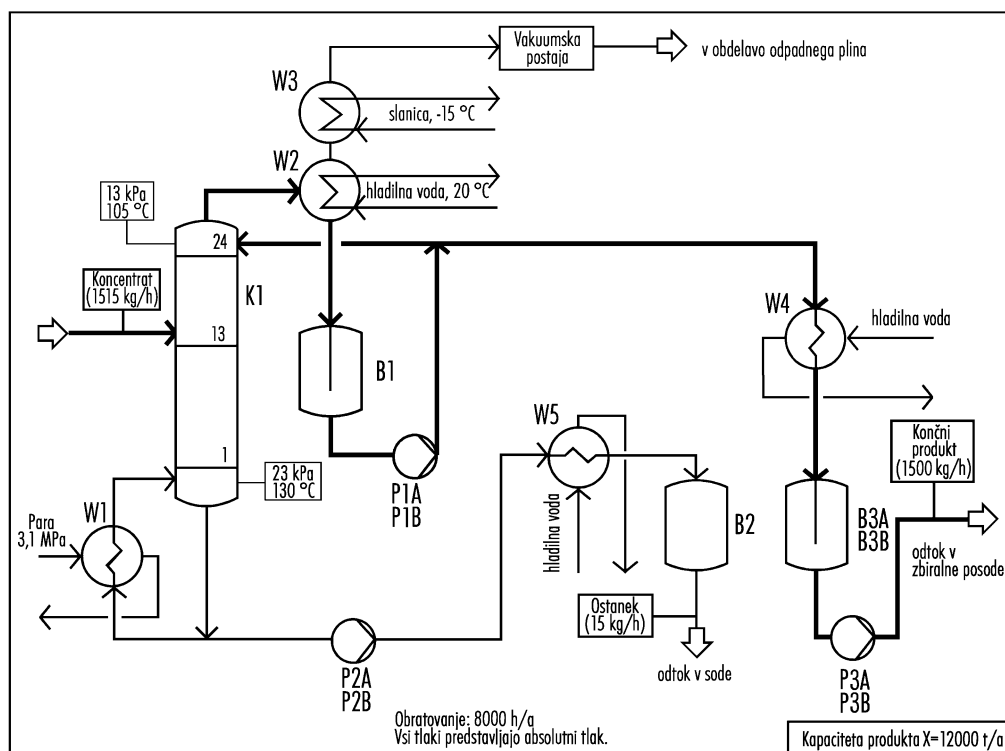 Vakuumska
postaja
v obdelavo odpadnega plina
W3
slanica, -15 °C
W2
hladilna voda, 20 °C
13 kPa
105 °C
24
Koncentrat
(1515 kg/h)
K1
13
W4
hladilna voda
B1
W5
Končni
produkt
(1500 kg/h)
1
23 kPa
130 °C
P1A
P1B
W1
Para
3,1 MPa
hladilna voda
B2
B3A
B3B
odtok v
zbiralne posode
Ostanek
(15 kg/h)
P2A
P2B
odtok v sode
P3A
P3B
Obratovanje: 8000 h/a
Vsi tlaki predstavljajo absolutni tlak.
Kapaciteta produkta X=12000 t/a